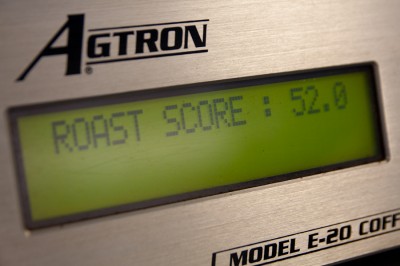 AGTRON®
ROAST SCORE : 52.0
MODEL E-20 COFF